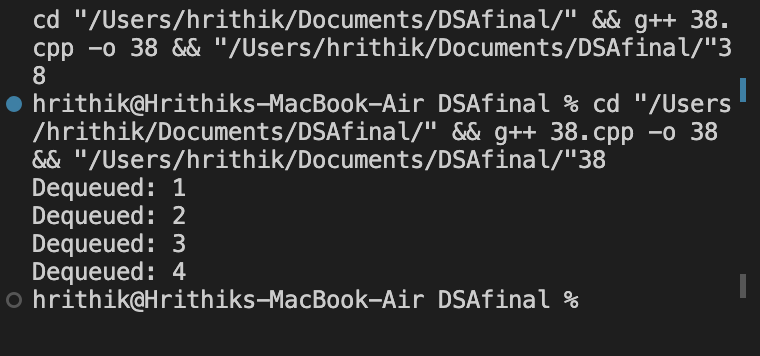 cd "/Users/hrithik/Documents/DSAfinal/" && g++ 38.
cpp -o 38 && "/Users/hrithik/Documents/DSAfinal/"3
8
hrithik@Hrithiks-MacBook-Air DSAfinal % cd "/Users
/hrithik/Documents/DSAfinal/" && g++ 38.cpp -o 38 
&& "/Users/hrithik/Documents/DSAfinal/"38
Dequeued: 1
Dequeued: 2
Dequeued: 3
Dequeued: 4
hrithik@Hrithiks-MacBook-Air DSAfinal %